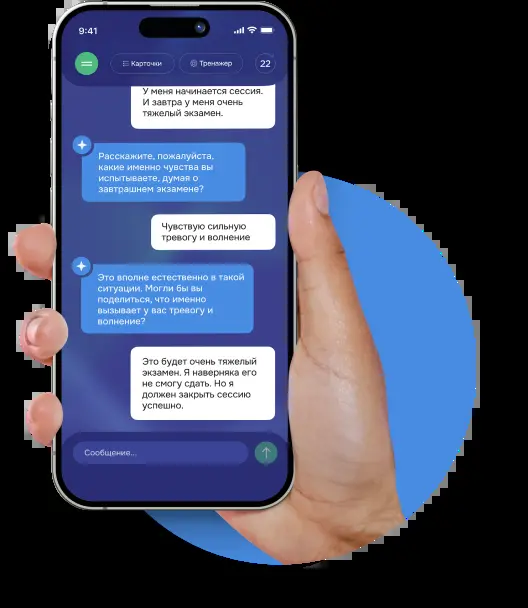 9:41
Карточки
Тренажер
22
У меня начинается сессия.
И завтра у меня очень
тяжелый экзамен.
Расскажите, пожалуйста,
какие именно чувства вы
испытываете, думая о
завтрашнем экзамене?
Чувствую сильную
тревогу и волнение
Это вполне естественно в такой
ситуации. Могли бы вы
поделиться, что именно
вызывает у вас тревогу и
волнение?
Это будет очень тяжелый
экзамен. Я наверняка его
не смогу сдать. Но я
должен закрыть сессию
успешно.
Сообщение...